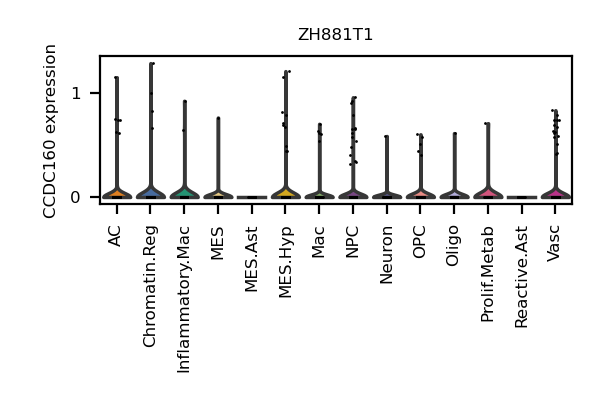 ZH881T1
CCDC160 expression
1
0
AC
Chromatin.Reg
Inflammatory.Mac
MES
MES.Ast
MES.Hyp
Mac
NPC
Neuron
OPC
Oligo
Prolif.Metab
Reactive.Ast
Vasc